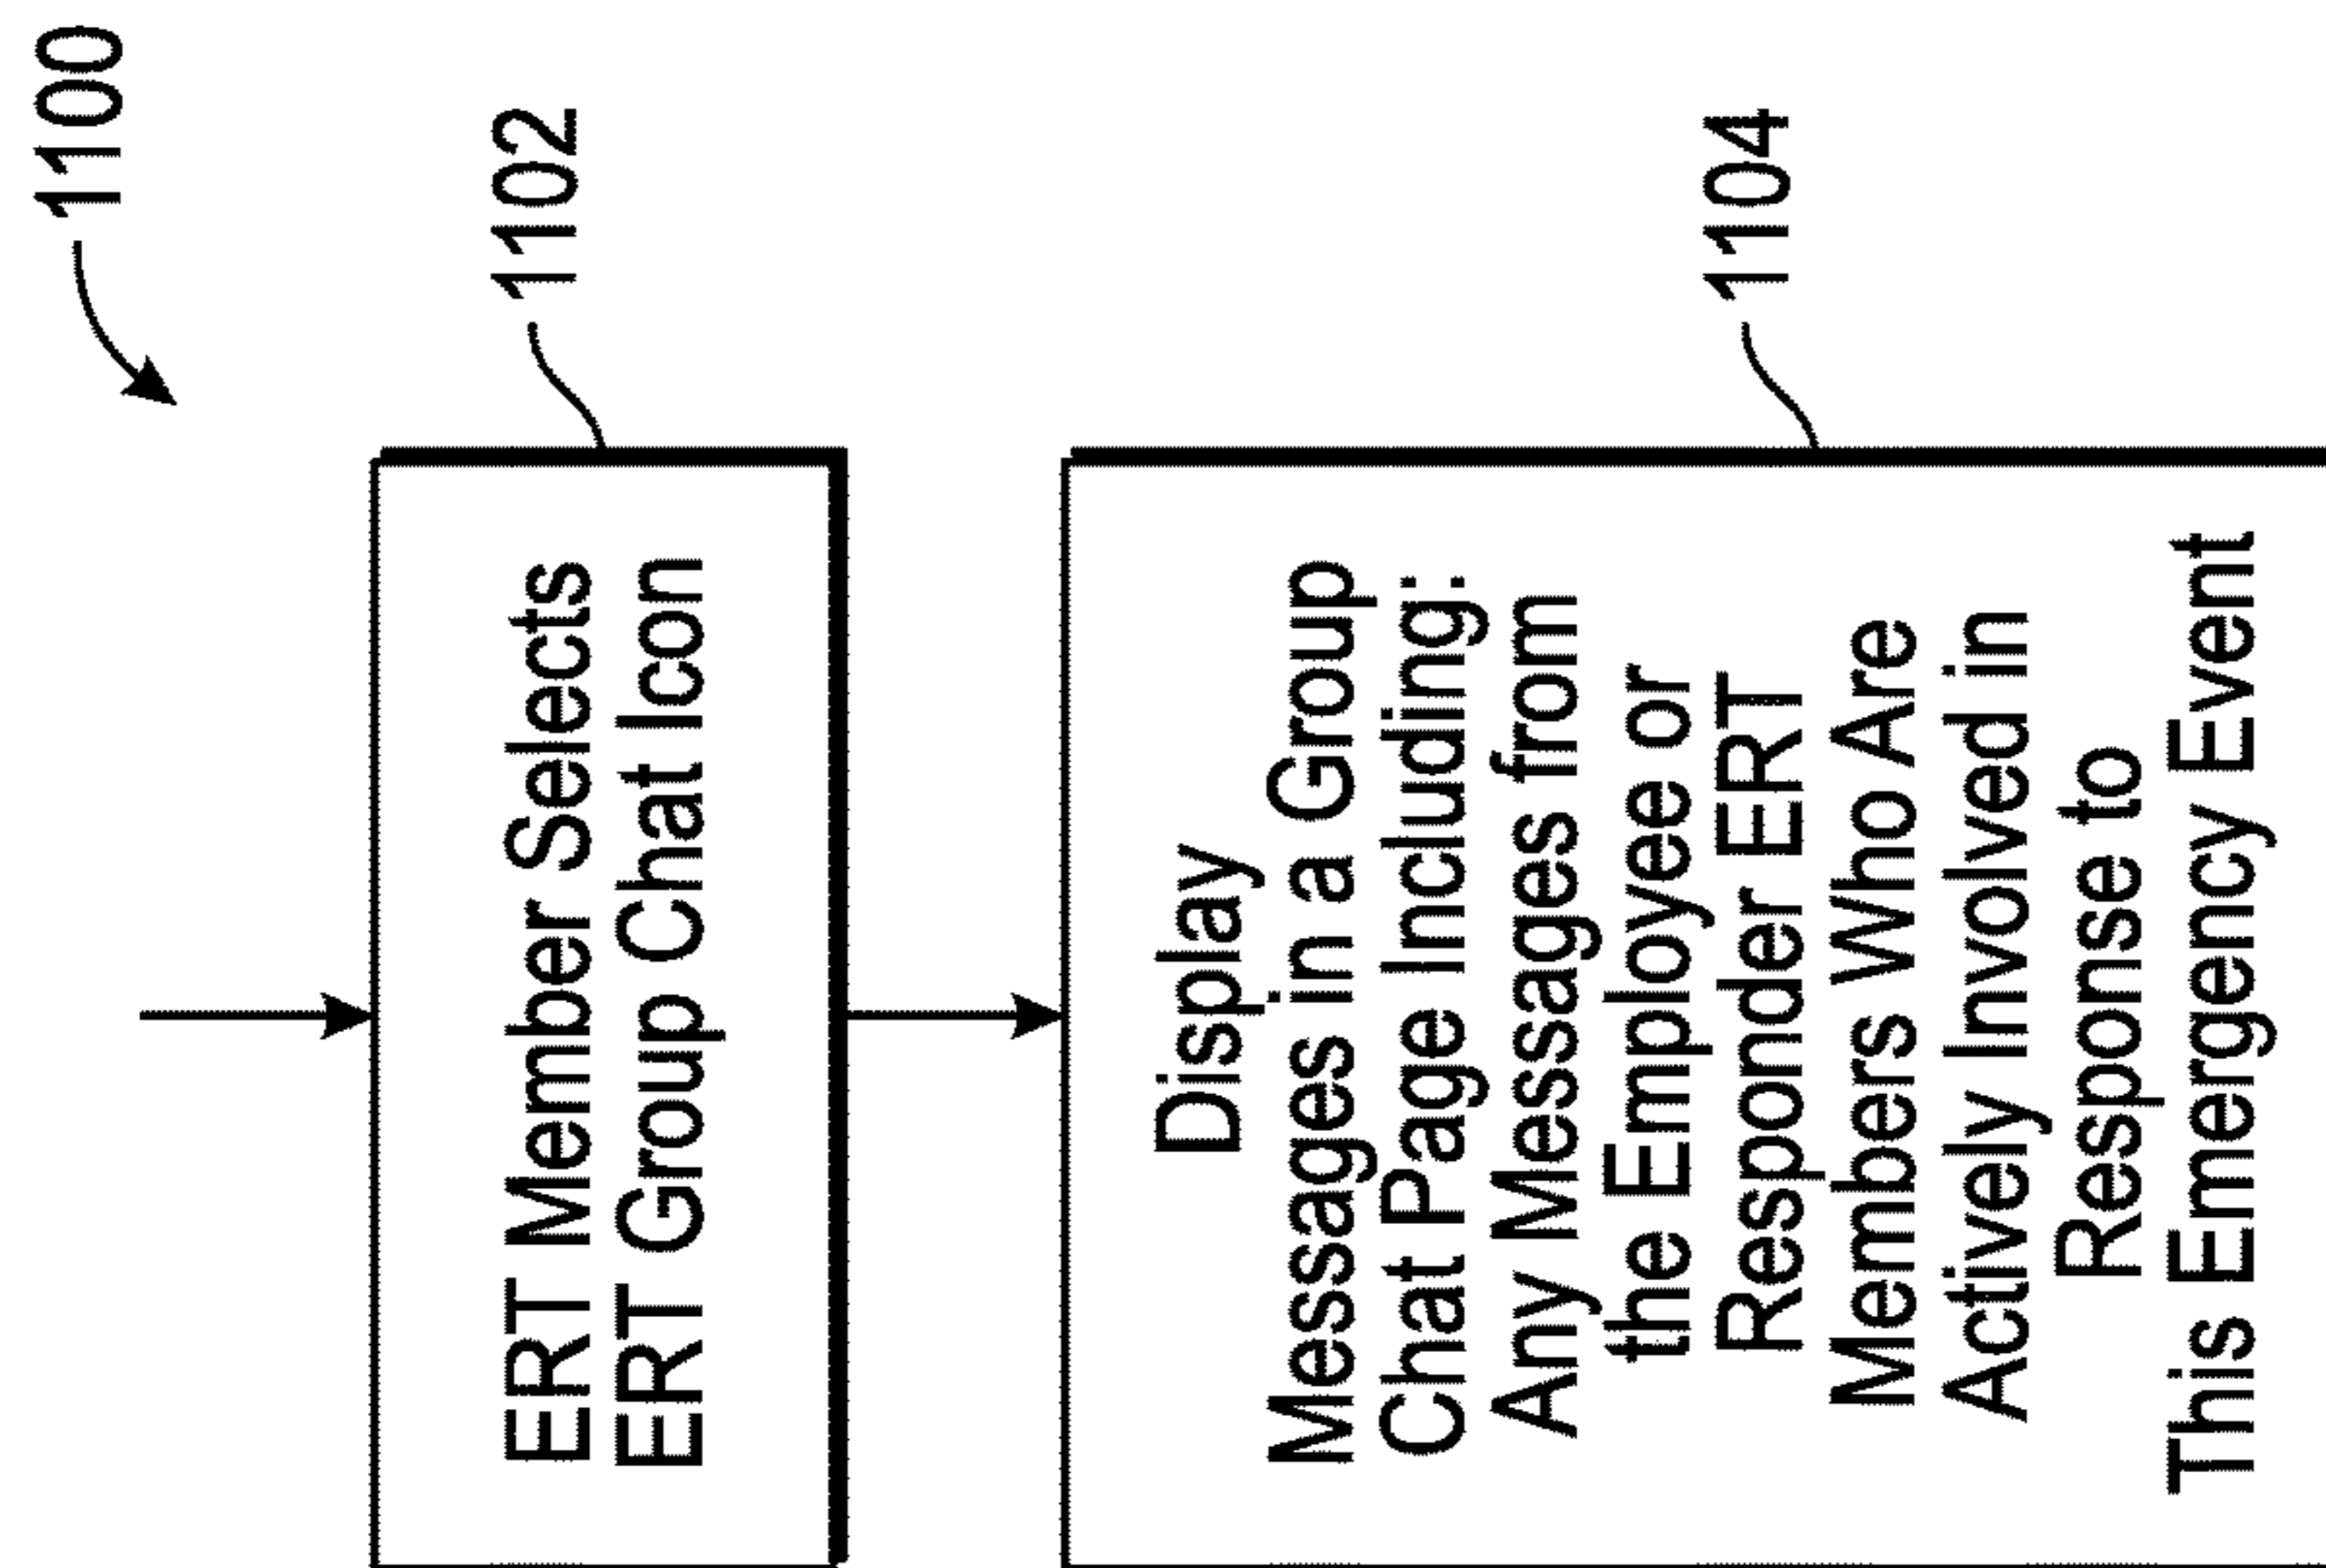 1100
1102
ERT Member Selects
ERT Group Chat Icon
1104
Display
Messages in a Group
Chat Page Including:
Any Messages from
the Employee or
Responder ERT
Members Who Are
Actively Involved in
Response to
This Emergency Event